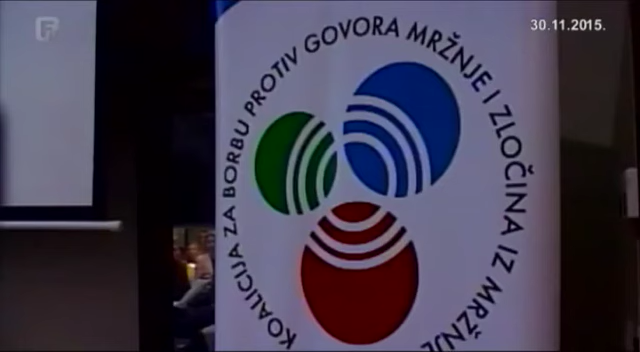 30.11.2015.
KOALICIJA ZA BORBU PROTIV GOVORA MRŽNJE I ZLOČINA IZ MRŽNJE